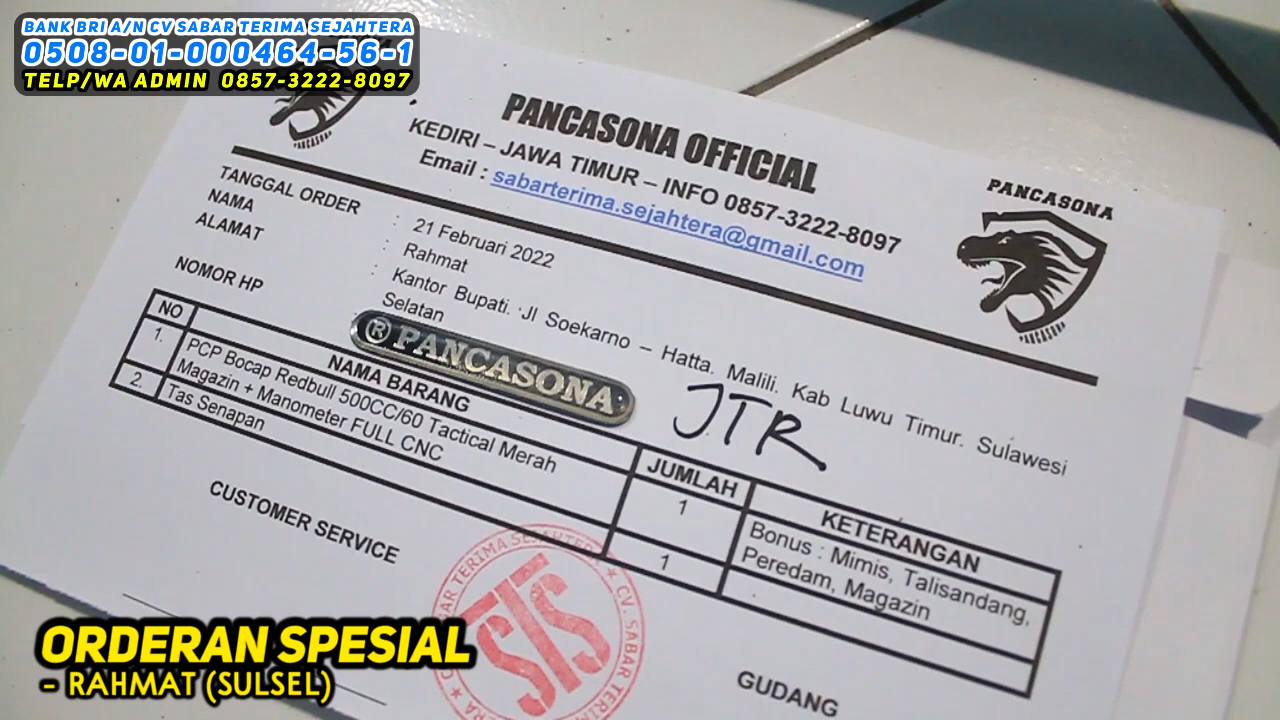 BANK BRI A/N CV SABAR TERIMA SEJAHTERA
0508-01-000464-56-1
TELP/WA ADMIN 0857-3222-8097
PANCASONA
PANCASONA OFFICIAL
KEDIRI – JAWA TIMUR – INFO 0857-3222-8097
Email : sabarterima.sejahtera@gmail.com
PANCASONA
PANCASONA
TANGGAL ORDER : 21 Februari 2022
NAMA : Rahmat
ALAMAT : Kantor Bupati. Jl Soekarno – Hatta. Malili. Kab Luwu Timur. Sulawesi
Selatan
NOMOR HP
® PANCASONA
JTR
NO NAMA BARANG JUMLAH KETERANGAN
1. PCP Bocap Redbull 500CC/60 Tactical Merah 1 Bonus : Mimis, Talisandang,
Magazin + Manometer FULL CNC Peredam, Magazin
2. Tas Senapan 1
CUSTOMER SERVICE
GUDANG
SABAR TERIMA SEJAHTERA ★ CV. SABAR TERIM
STS
ORDERAN SPESIAL
- RAHMAT (SULSEL)